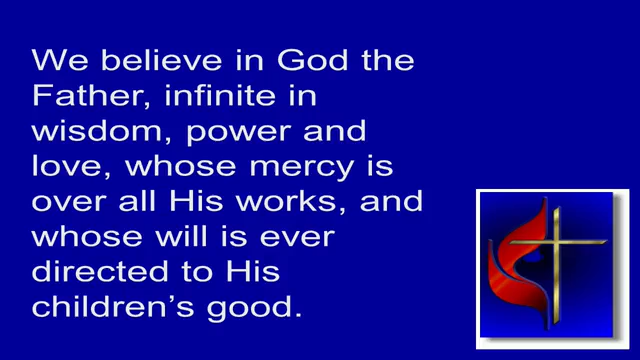 We believe in God the
Father, infinite in
wisdom, power and
love, whose mercy is
over all His works, and
whose will is ever
directed to His
children’s good.